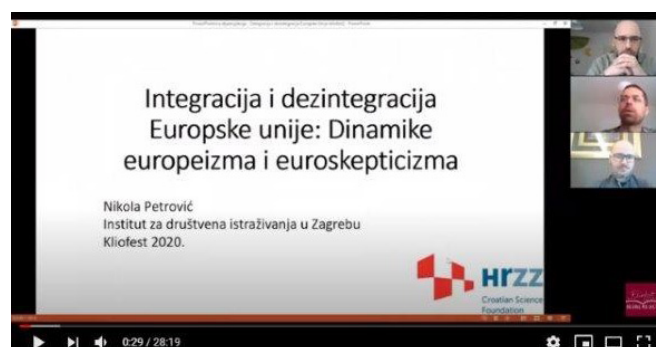 Integracija i dezintegracija
Europske unije: Dinamike
europeizma i euroskepticizma
Nikola Petrović
Institut za društvena istraživanja u Zagrebu
Kliofest 2020.
HRZZ
Croatian Science
Foundation
0:29 / 28:19